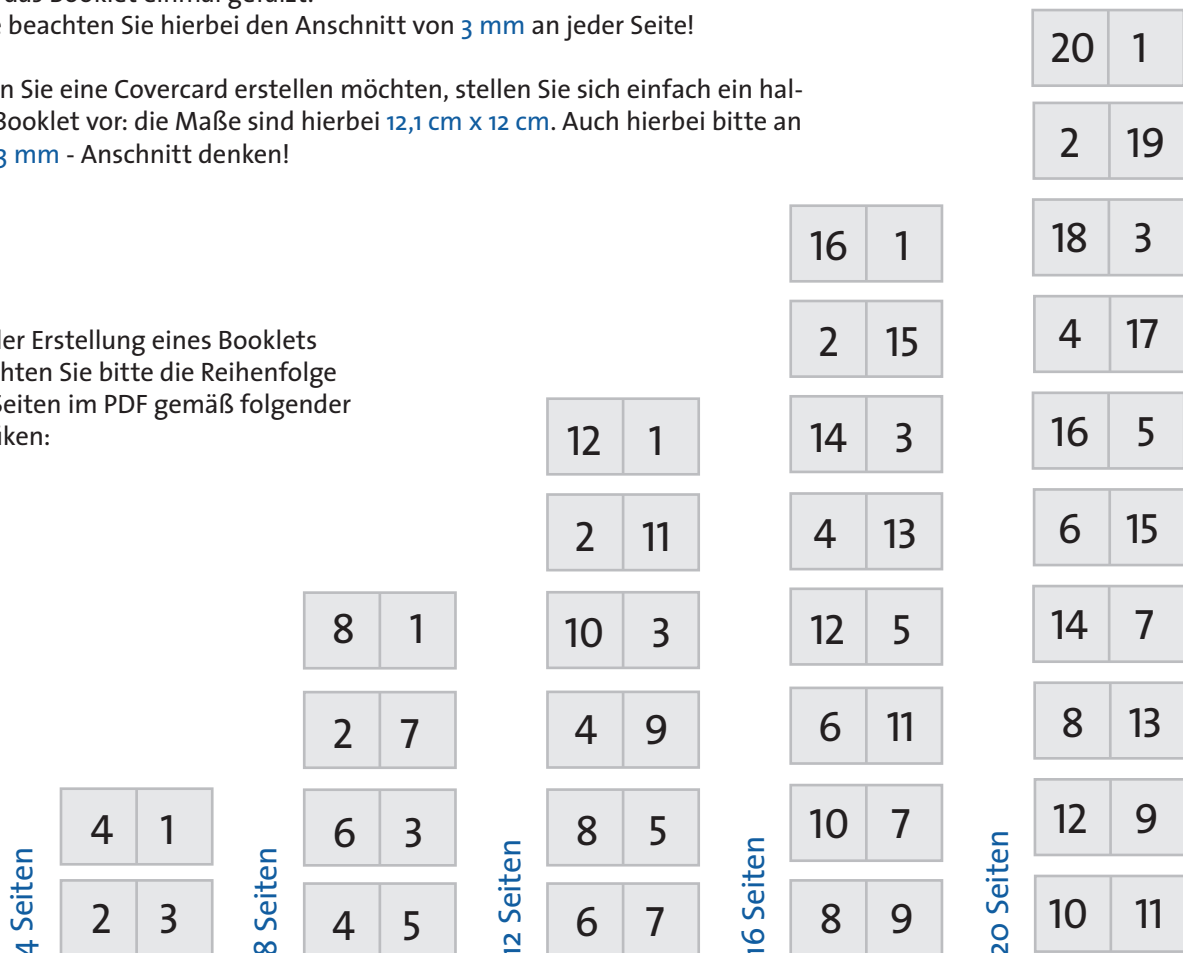 beachten Sie hierbei den Anschnitt von 3 mm an jeder Seite!
Sie eine Covercard erstellen möchten, stellen Sie sich einfach ein hal-
Booklet vor: die Maße sind hierbei 12,1 cm x 12 cm. Auch hierbei bitte an
3 mm - Anschnitt denken!
der Erstellung eines Booklets
Sie bitte die Reihenfolge
Seiten im PDF gemäß folgender
4 Seiten
4 1
2 3
8 Seiten
8 1
2 7
6 3
4 5
12 Seiten
12 1
2 11
10 3
4 9
8 5
6 7
16 Seiten
16 1
2 15
14 3
4 13
12 5
6 11
10 7
8 9
20 Seiten
20 1
2 19
18 3
4 17
16 5
6 15
14 7
8 13
12 9
10 11